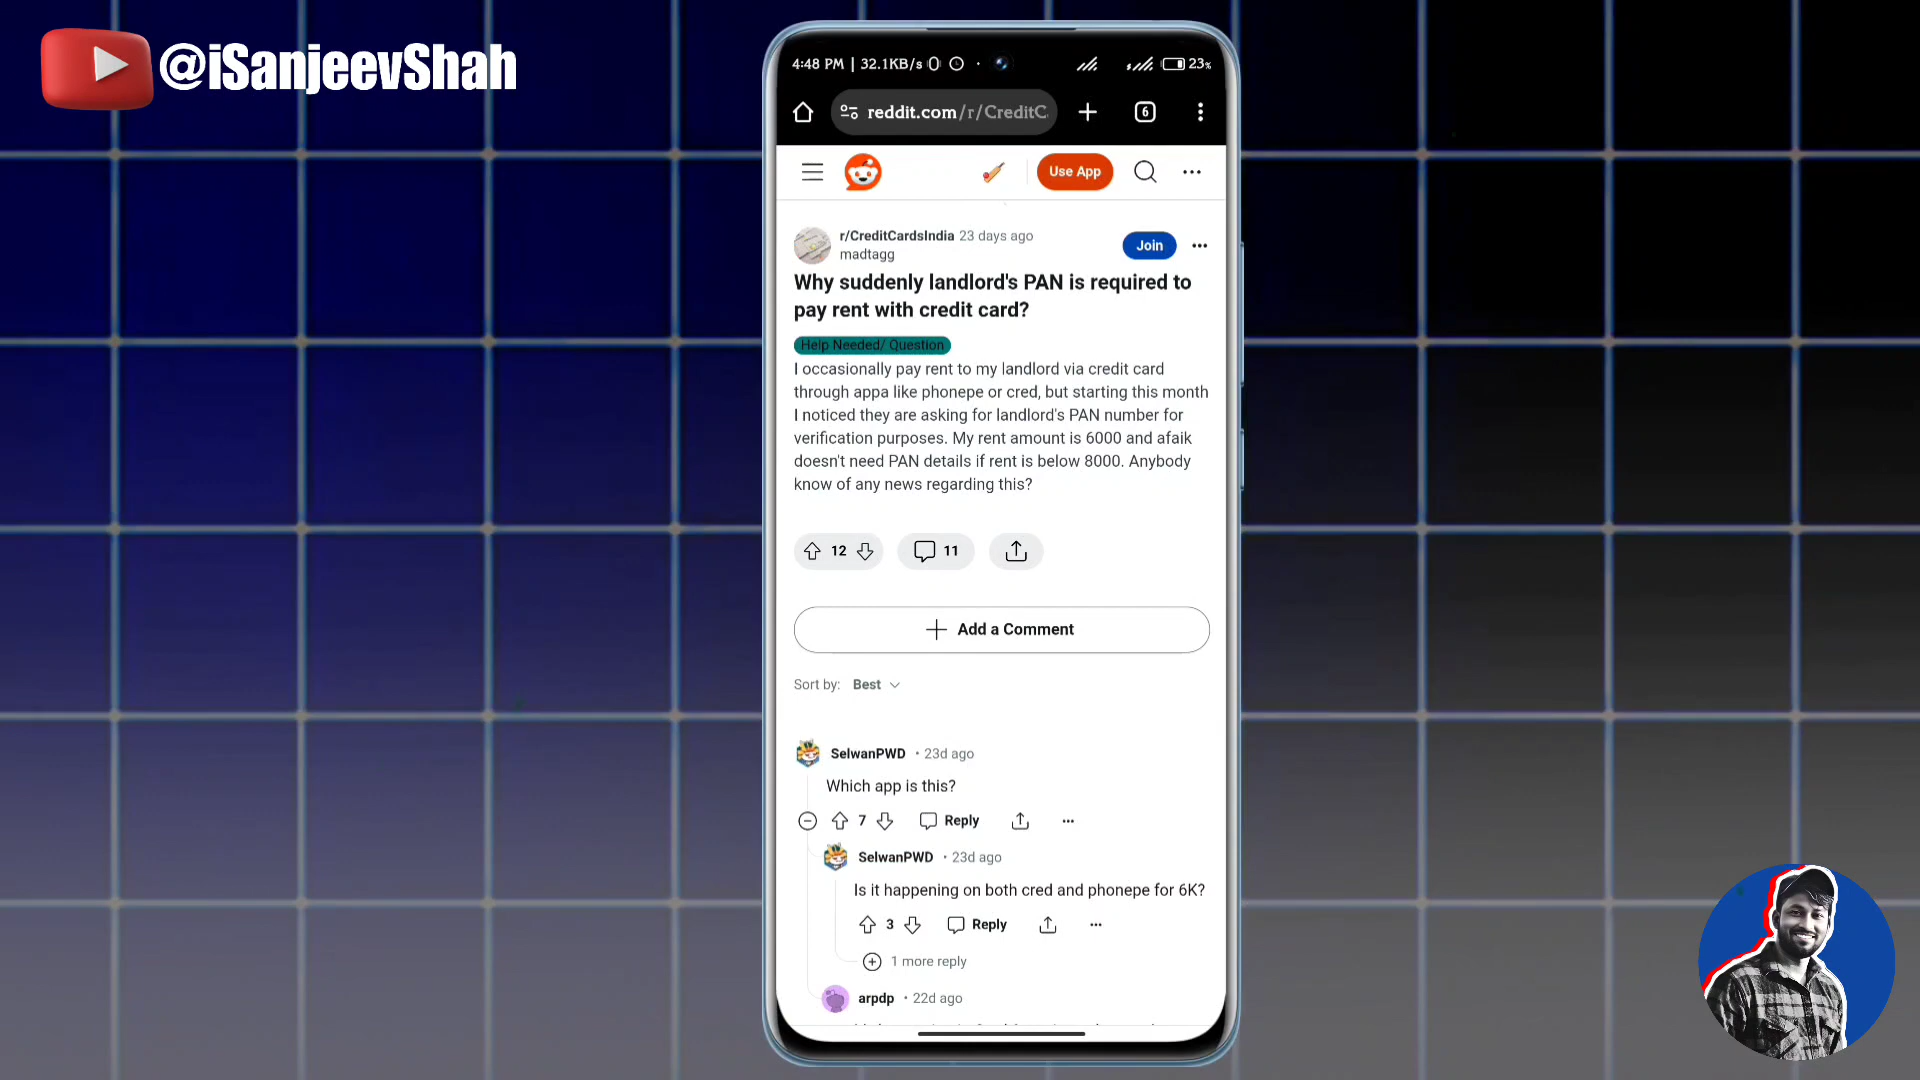 @iSanjeevShah
4:48 PM | 32.1KB/s
23%
reddit.com/r/CreditC
6
Use App
r/CreditCardsIndia 23 days ago
madtagg
Join
Why suddenly landlord's PAN is required to
pay rent with credit card?
Help Needed/ Question
I occasionally pay rent to my landlord via credit card
through appa like phonepe or cred, but starting this month
I noticed they are asking for landlord's PAN number for
verification purposes. My rent amount is 6000 and afaik
doesn't need PAN details if rent is below 8000. Anybody
know of any news regarding this?
12
11
Add a Comment
Sort by: Best
SelwanPWD • 23d ago
Which app is this?
7 Reply
SelwanPWD • 23d ago
Is it happening on both cred and phonepe for 6K?
3 Reply
1 more reply
arpdp • 22d ago